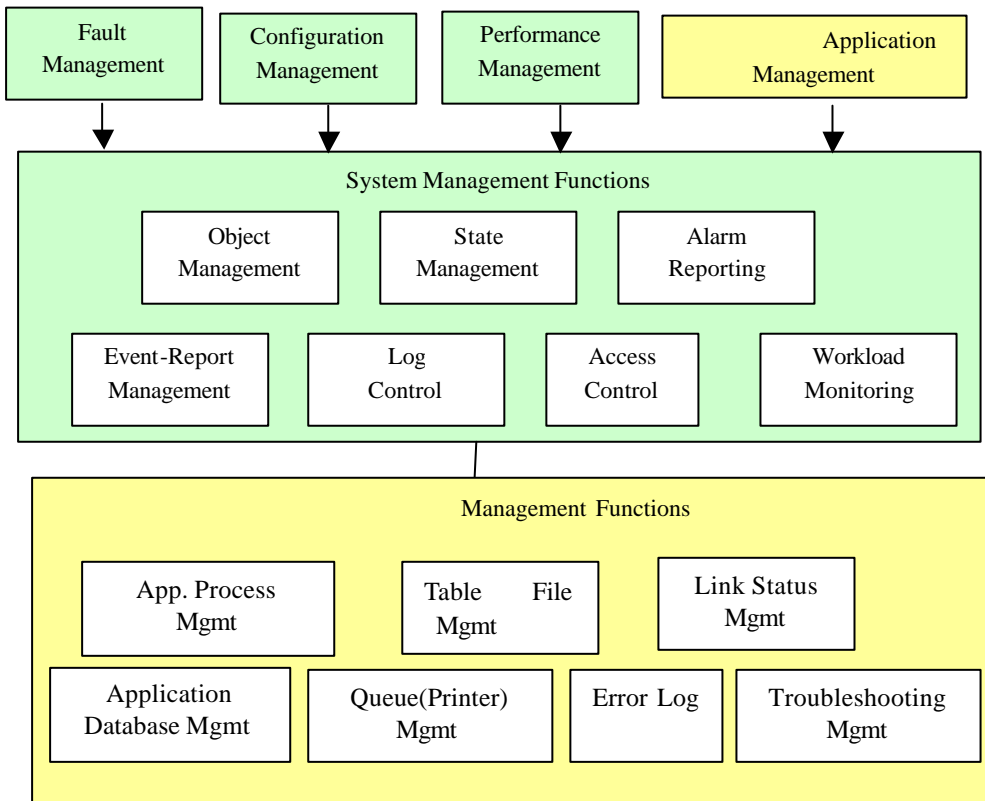 Fault
Management
Configuration
Management
Performance
Management
Application
Management
System Management Functions
Object
Management
State
Management
Alarm
Reporting
Event-Report
Management
Log
Control
Access
Control
Workload
Monitoring
Management Functions
App. Process
Mgmt
Table File
Mgmt
Link Status
Mgmt
Application
Database Mgmt
Queue(Printer)
Mgmt
Error Log
Troubleshooting
Mgmt